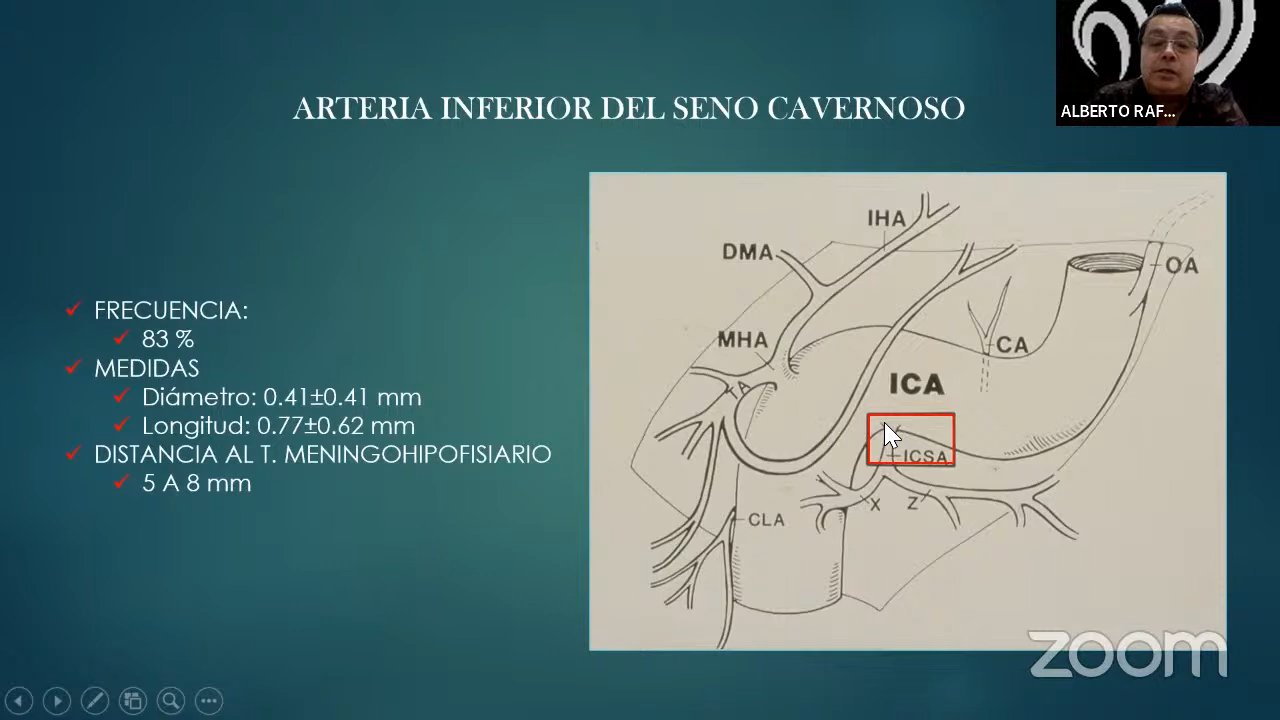 ALBERTO RAF...
ARTERIA INFERIOR DEL SENO CAVERNOSO
FRECUENCIA:
83 %
MEDIDAS
Diámetro: 0.41±0.41 mm
Longitud: 0.77±0.62 mm
DISTANCIA AL T. MENINGOHIPOFISIARIO
5 A 8 mm
IHA
DMA
OA
MHA
CA
A
ICA
ICSA
X
Z
CLA
zoom